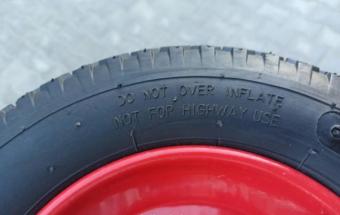 DO NOT OVER INFLATE
NOT FOR HIGHWAY USE